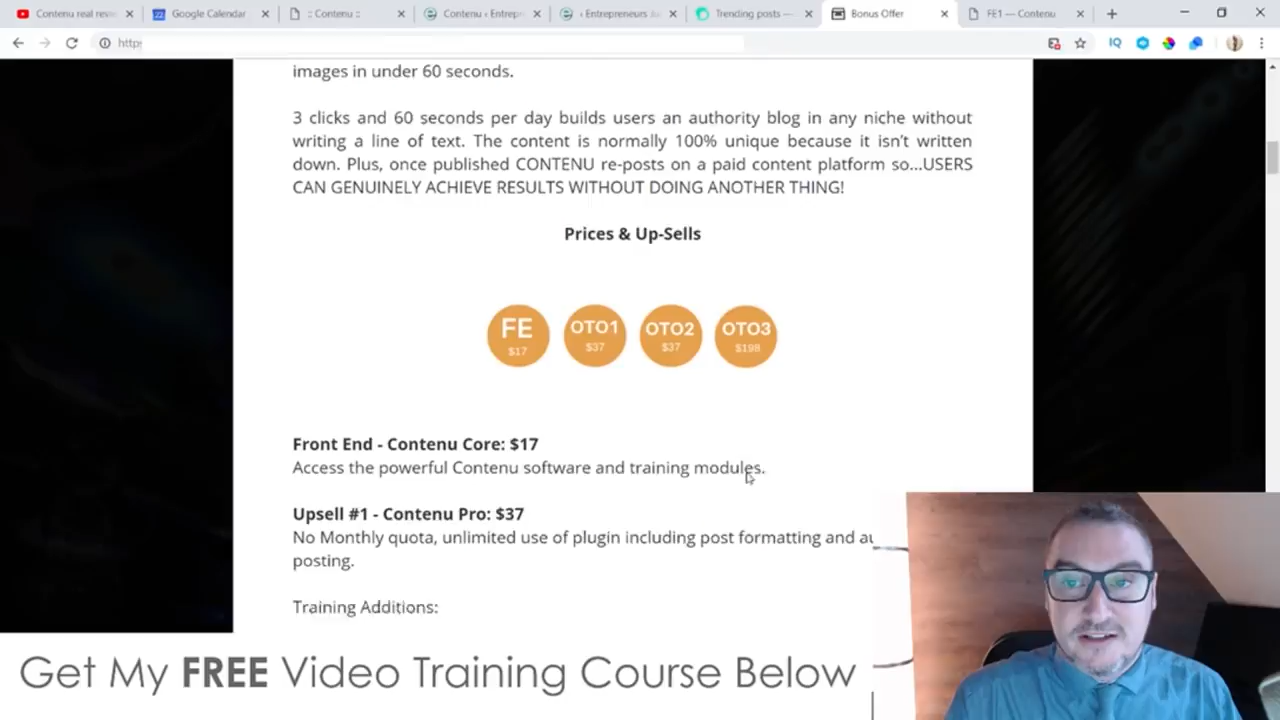 Contenu real revie
Google Calendar
:: Contenu ::
Contenu ‹ Entrepr
‹ Entrepreneurs
Trending posts —
Bonus Offer
FE1 — Contenu
http:
images in under 60 seconds.
3 clicks and 60 seconds per day builds users an authority blog in any niche without
writing a line of text. The content is normally 100% unique because it isn't written
down. Plus, once published CONTENU re-posts on a paid content platform so...USERS
CAN GENUINELY ACHIEVE RESULTS WITHOUT DOING ANOTHER THING!
Prices & Up-Sells
FE
$17
OTO1
$37
OTO2
$37
OTO3
$198
Front End - Contenu Core: $17
Access the powerful Contenu software and training modules.
Upsell #1 - Contenu Pro: $37
No Monthly quota, unlimited use of plugin including post formatting and au
posting.
Training Additions:
Get My FREE Video Training Course Below